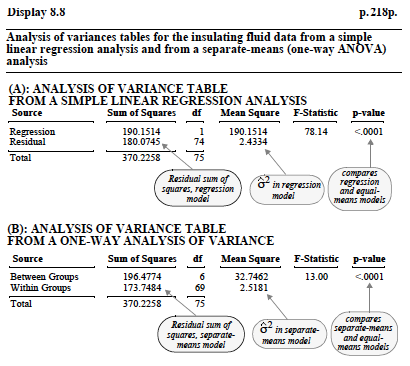 Display 8.8 p. 218p.
Analysis of variances tables for the insulating fluid data from a simple
linear regression analysis and from a separate-means (one-way ANOVA)
analysis
(A): ANALYSIS OF VARIANCE TABLE
FROM A SIMPLE LINEAR REGRESSION ANALYSIS
Source Sum of Squares df Mean Square F-Statistic p-value
Regression 190.1514 1 190.1514 78.14 <.0001
Residual 180.0745 74 2.4334
Total 370.2258 75
Residual sum of
squares, regression
model
σ̂² in regression
model
compares
regression
and equal-
means models
(B): ANALYSIS OF VARIANCE TABLE
FROM A ONE-WAY ANALYSIS OF VARIANCE
Source Sum of Squares df Mean Square F-Statistic p-value
Between Groups 196.4774 6 32.7462 13.00 <.0001
Within Groups 173.7484 69 2.5181
Total 370.2258 75
Residual sum of
squares, separate-
means model
σ̂² in separate-
means model
compares
separate-means
and equal-
means models